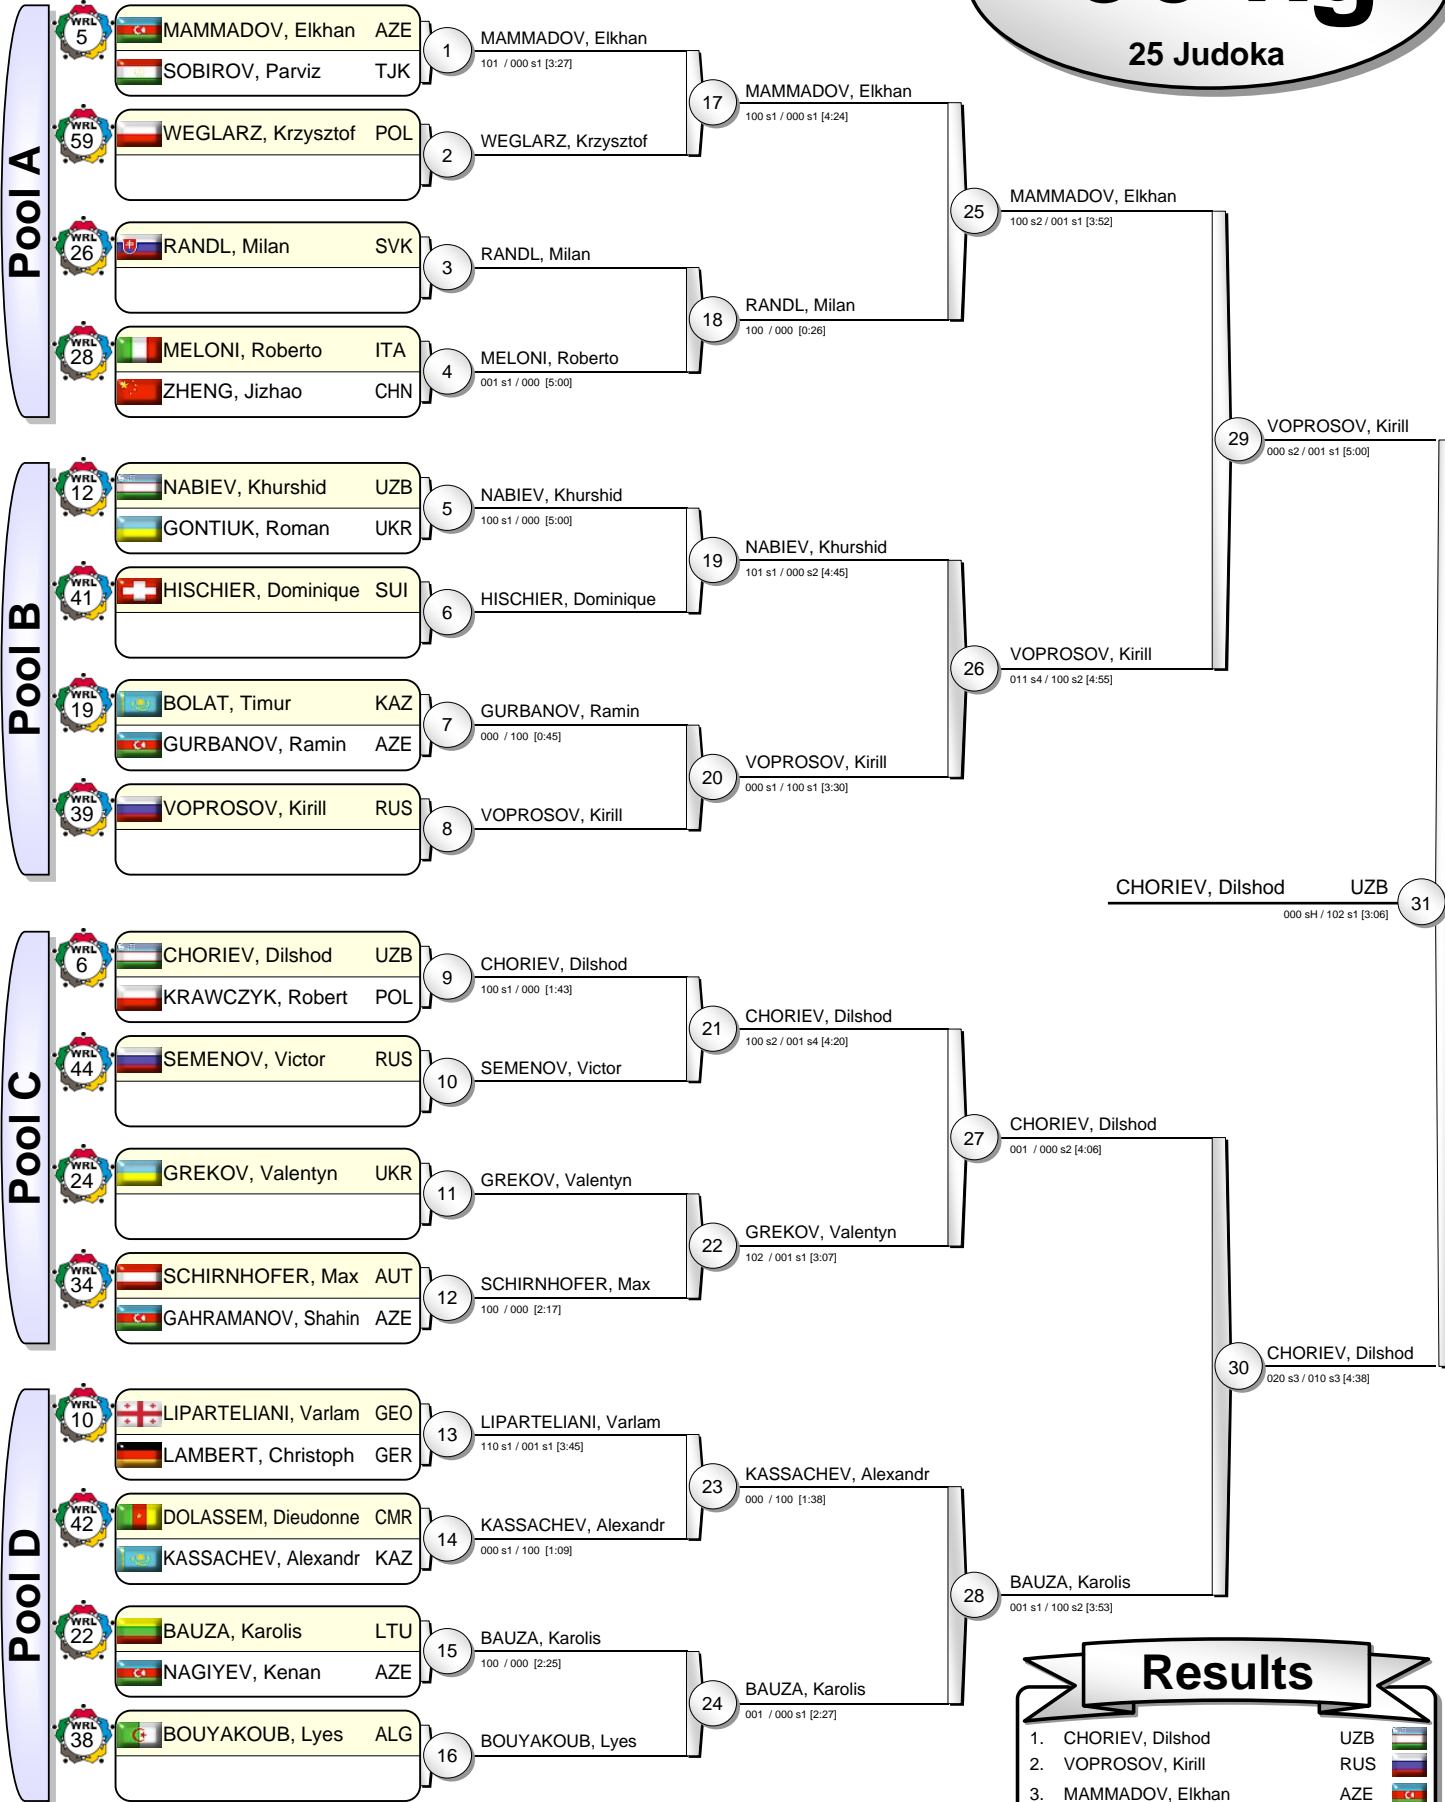 25 Judoka
Pool A
WRL 5
MAMMADOV, Elkhan AZE
SOBIROV, Parviz TJK
1
MAMMADOV, Elkhan
101 / 000 s1 [3:27]
WRL 59
WEGLARZ, Krzysztof POL
2
WEGLARZ, Krzysztof
17
MAMMADOV, Elkhan
100 s1 / 000 s1 [4:24]
WRL 26
RANDL, Milan SVK
3
RANDL, Milan
WRL 28
MELONI, Roberto ITA
ZHENG, Jizhao CHN
4
MELONI, Roberto
001 s1 / 000 [5:00]
18
RANDL, Milan
100 / 000 [0:26]
25
MAMMADOV, Elkhan
100 s2 / 001 s1 [3:52]
Pool B
WRL 12
NABIEV, Khurshid UZB
GONTIUK, Roman UKR
5
NABIEV, Khurshid
100 s1 / 000 [5:00]
WRL 41
HISCHIER, Dominique SUI
6
HISCHIER, Dominique
19
NABIEV, Khurshid
101 s1 / 000 s2 [4:45]
WRL 19
BOLAT, Timur KAZ
GURBANOV, Ramin AZE
7
GURBANOV, Ramin
000 / 100 [0:45]
WRL 39
VOPROSOV, Kirill RUS
8
VOPROSOV, Kirill
20
VOPROSOV, Kirill
000 s1 / 100 s1 [3:30]
26
VOPROSOV, Kirill
011 s4 / 100 s2 [4:55]
29
VOPROSOV, Kirill
000 s2 / 001 s1 [5:00]
CHORIEV, Dilshod UZB
000 sH / 102 s1 [3:06]
31
Pool C
WRL 6
CHORIEV, Dilshod UZB
KRAWCZYK, Robert POL
9
CHORIEV, Dilshod
100 s1 / 000 [1:43]
WRL 44
SEMENOV, Victor RUS
10
SEMENOV, Victor
21
CHORIEV, Dilshod
100 s2 / 001 s4 [4:20]
WRL 24
GREKOV, Valentyn UKR
11
GREKOV, Valentyn
WRL 34
SCHIRNHOFER, Max AUT
GAHRAMANOV, Shahin AZE
12
SCHIRNHOFER, Max
100 / 000 [2:17]
22
GREKOV, Valentyn
102 / 001 s1 [3:07]
27
CHORIEV, Dilshod
001 / 000 s2 [4:06]
Pool D
WRL 10
LIPARTELIANI, Varlam GEO
LAMBERT, Christoph GER
13
LIPARTELIANI, Varlam
110 s1 / 001 s1 [3:45]
WRL 42
DOLASSEM, Dieudonne CMR
KASSACHEV, Alexandr KAZ
14
KASSACHEV, Alexandr
000 s1 / 100 [1:09]
23
KASSACHEV, Alexandr
000 / 100 [1:38]
WRL 22
BAUZA, Karolis LTU
NAGIYEV, Kenan AZE
15
BAUZA, Karolis
100 / 000 [2:25]
WRL 38
BOUYAKOUB, Lyes ALG
16
BOUYAKOUB, Lyes
24
BAUZA, Karolis
001 / 000 s1 [2:27]
28
BAUZA, Karolis
001 s1 / 100 s2 [3:53]
30
CHORIEV, Dilshod
020 s3 / 010 s3 [4:38]
Results
1. CHORIEV, Dilshod UZB
2. VOPROSOV, Kirill RUS
3. MAMMADOV, Elkhan AZE